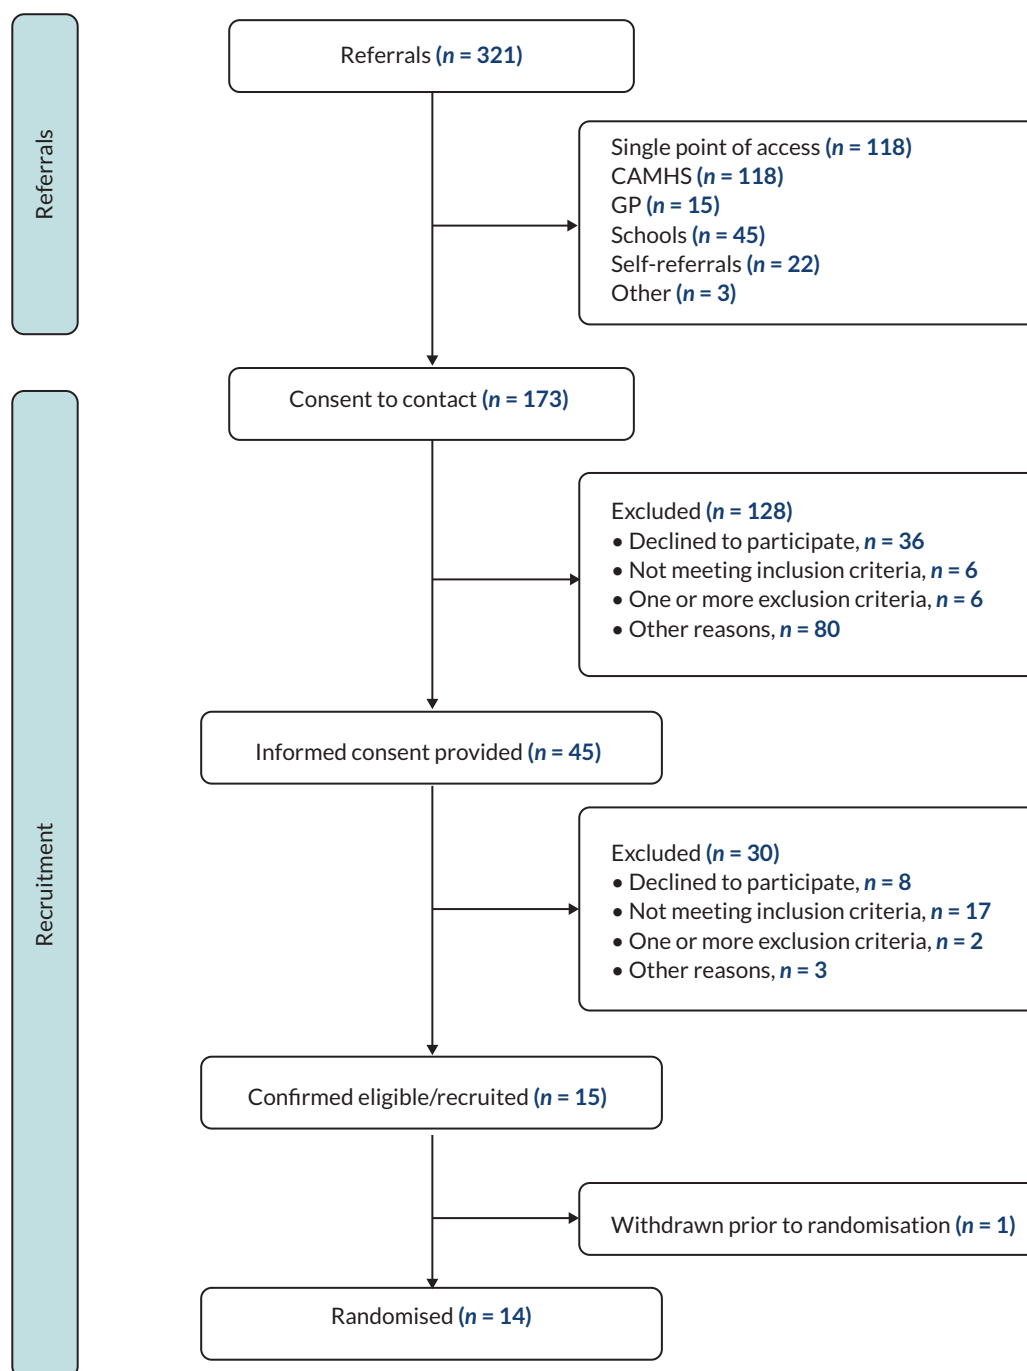 Referrals
Referrals (n = 321)
Single point of access (n = 118)
CAMHS (n = 118)
GP (n = 15)
Schools (n = 45)
Self-referrals (n = 22)
Other (n = 3)
Recruitment
Consent to contact (n = 173)
Excluded (n = 128)
• Declined to participate, n = 36
• Not meeting inclusion criteria, n = 6
• One or more exclusion criteria, n = 6
• Other reasons, n = 80
Informed consent provided (n = 45)
Excluded (n = 30)
• Declined to participate, n = 8
• Not meeting inclusion criteria, n = 17
• One or more exclusion criteria, n = 2
• Other reasons, n = 3
Confirmed eligible/recruited (n = 15)
Withdrawn prior to randomisation (n = 1)
Randomised (n = 14)